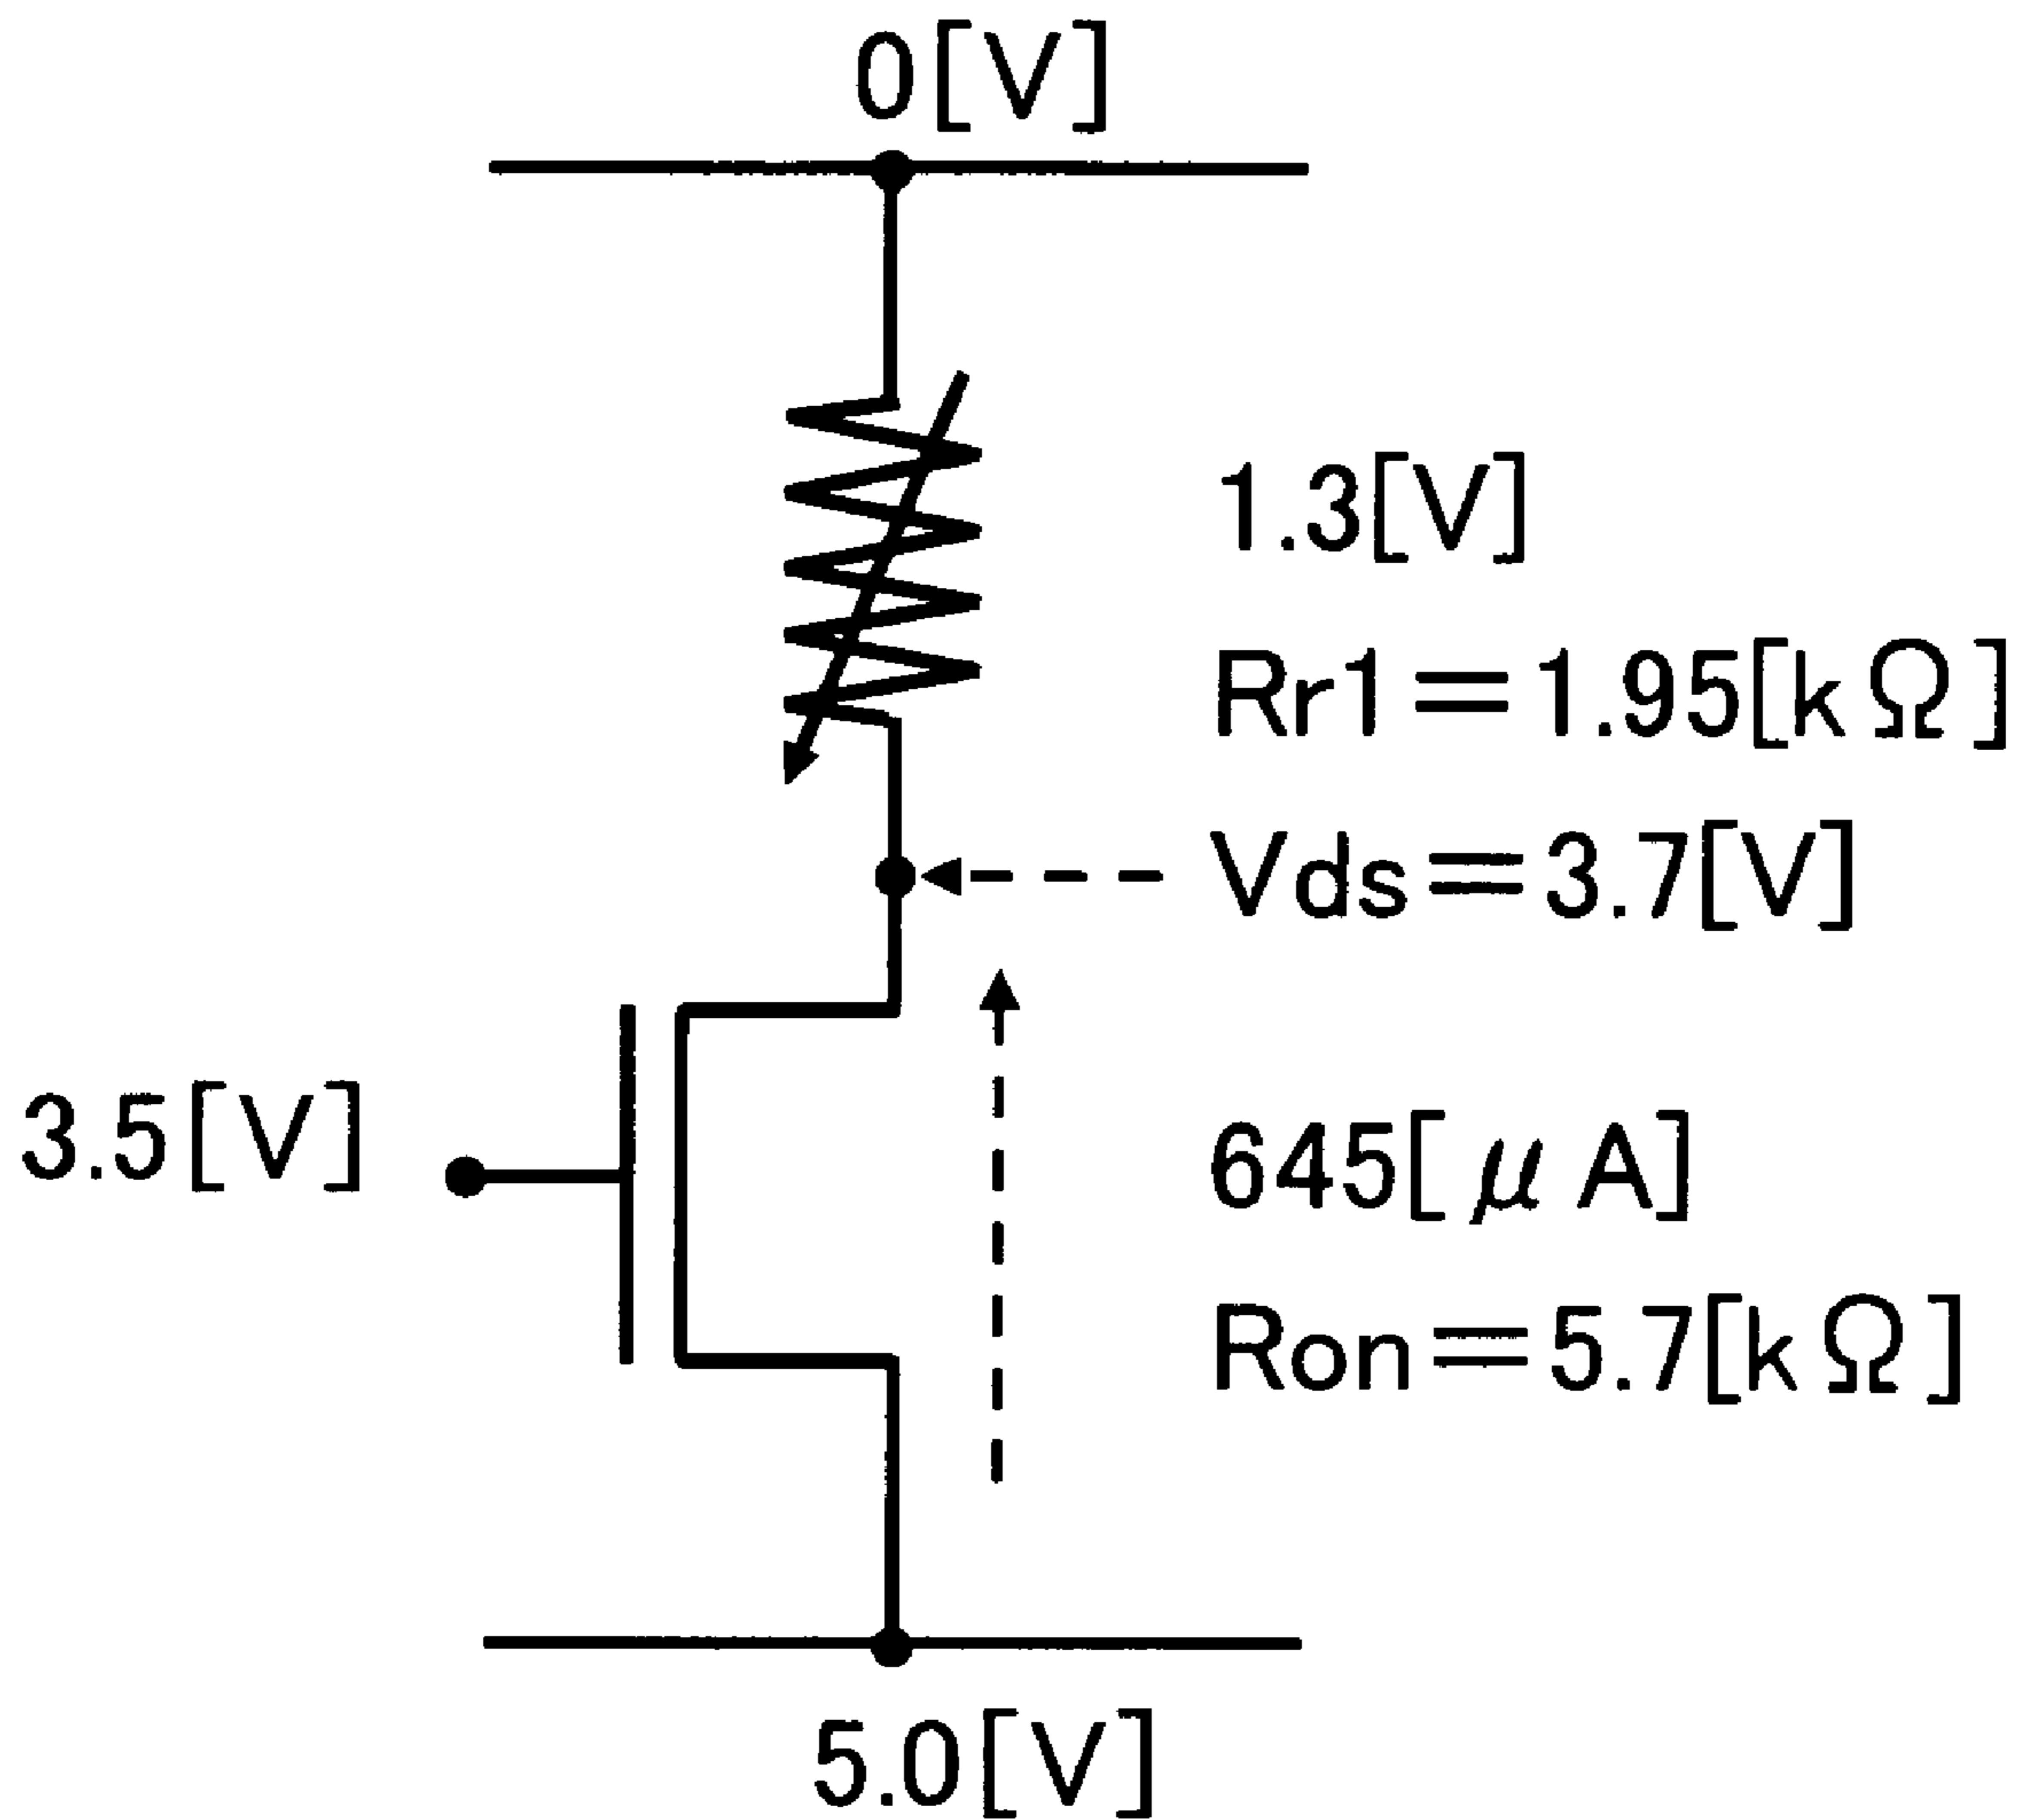 0[V]
1.3[V]
Rr1=1.95[kΩ]
Vds=3.7[V]
3.5[V]
645[μA]
Ron=5.7[kΩ]
5.0[V]